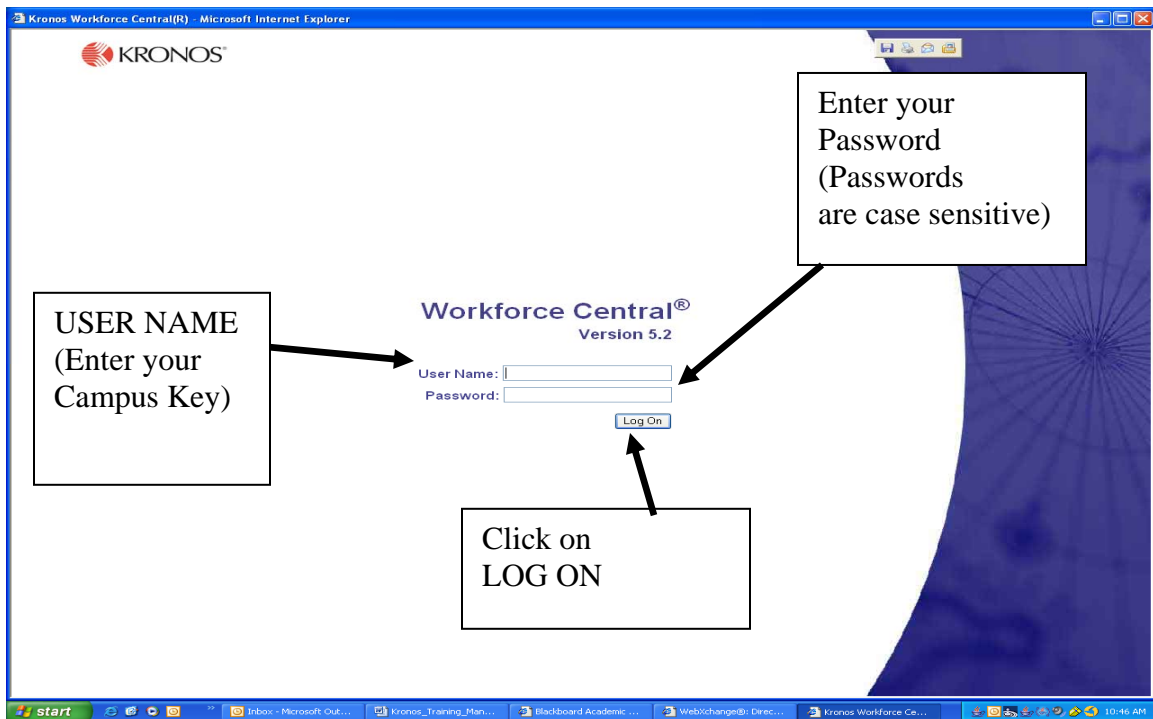 Kronos Workforce Central(R) - Microsoft Internet Explorer
KRONOS®
Enter your
Password
(Passwords
are case sensitive)
Workforce Central®
Version 5.2
USER NAME
(Enter your
Campus Key)
User Name:
Password:
Log On
Click on
LOG ON
start
Inbox - Microsoft Out...
Kronos_Training_Man...
Blackboard Academic ...
WebXchange®: Direc...
Kronos Workforce Ce...
10:46 AM